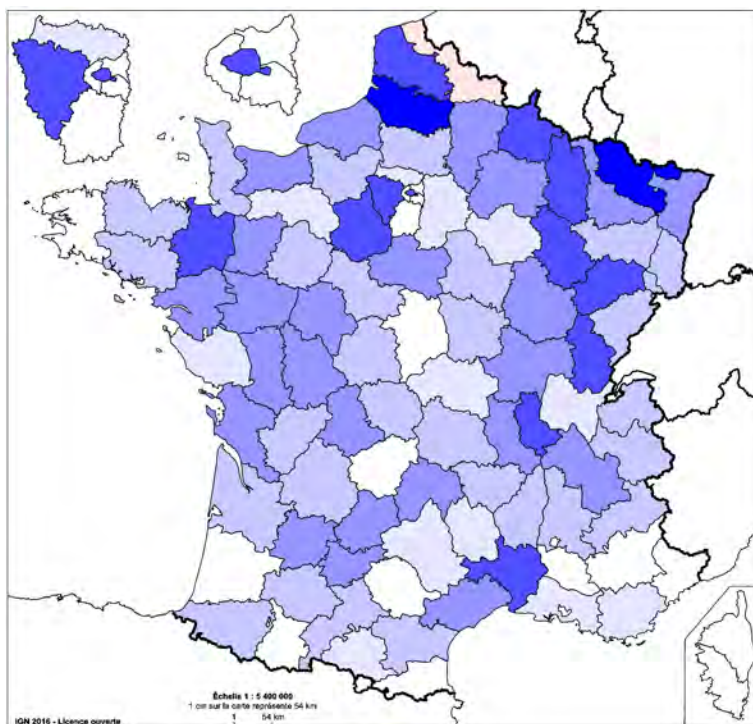 Échelle 1 : 5 400 000
1 cm sur la carte représente 54 km
1 54 km
IGN 2016 - Licence ouverte